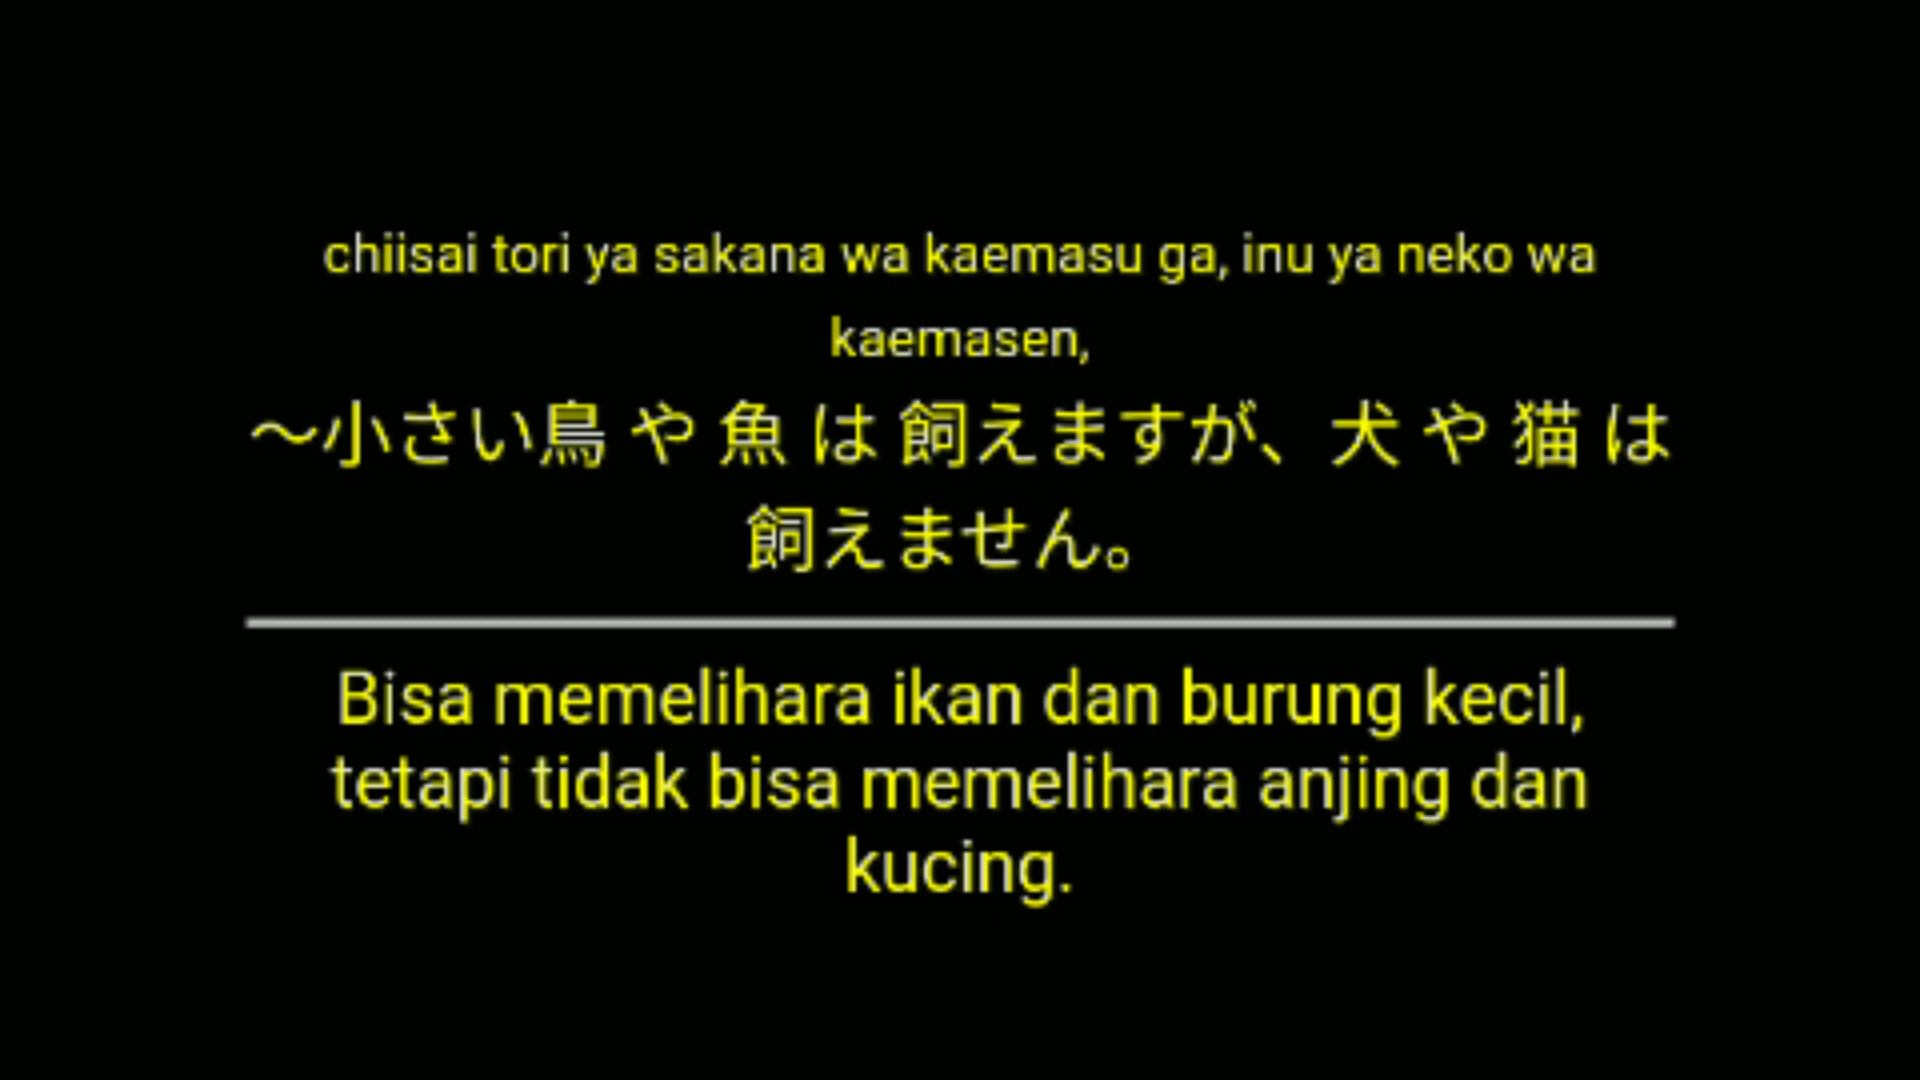 chiisai tori ya sakana wa kaemasu ga, inu ya neko wa
kaemasen,
～小さい鳥 や 魚 は 飼えますが、犬 や 猫 は
飼えません。
Bisa memelihara ikan dan burung kecil,
tetapi tidak bisa memelihara anjing dan
kucing.